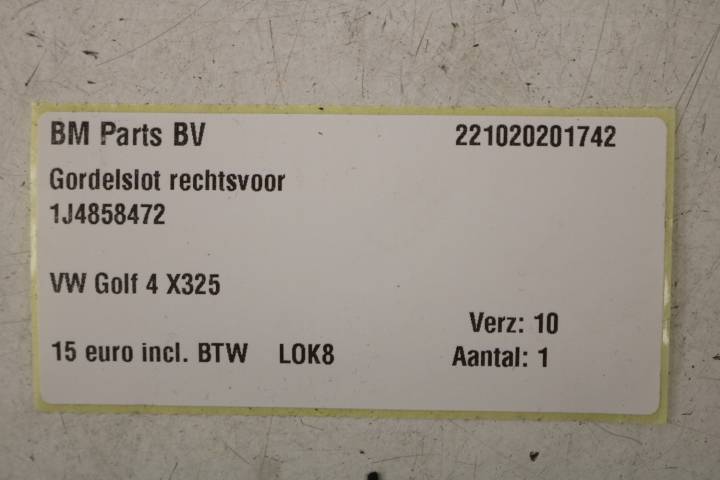 BM Parts BV 221020201742
Gordelslot rechtsvoor
1J4858472
VW Golf 4 X325
Verz: 10
15 euro incl. BTW LOK8 Aantal: 1